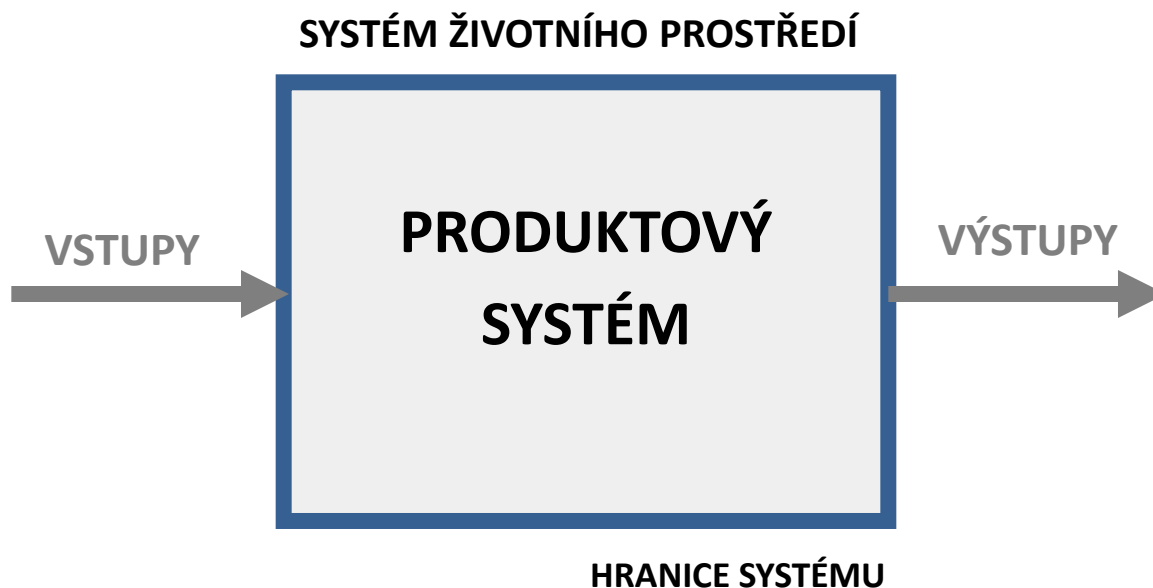 SYSTÉM ŽIVOTNÍHO PROSTŘEDÍ
VSTUPY
PRODUKTOVÝ
SYSTÉM
VÝSTUPY
HRANICE SYSTÉMU